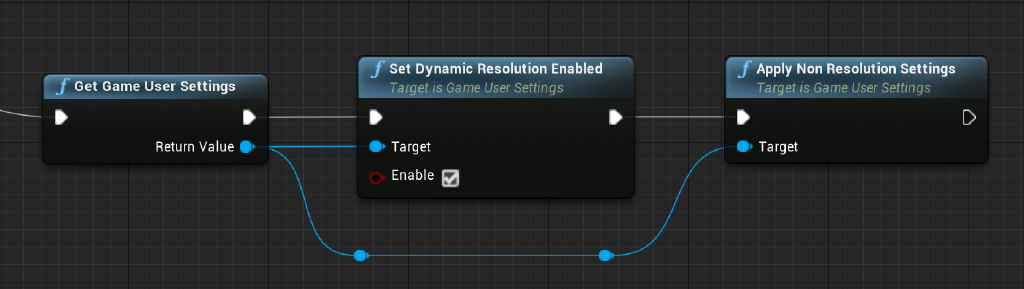 f Get Game User Settings
Return Value
f Set Dynamic Resolution Enabled
Target is Game User Settings
Target
Enable
f Apply Non Resolution Settings
Target is Game User Settings
Target